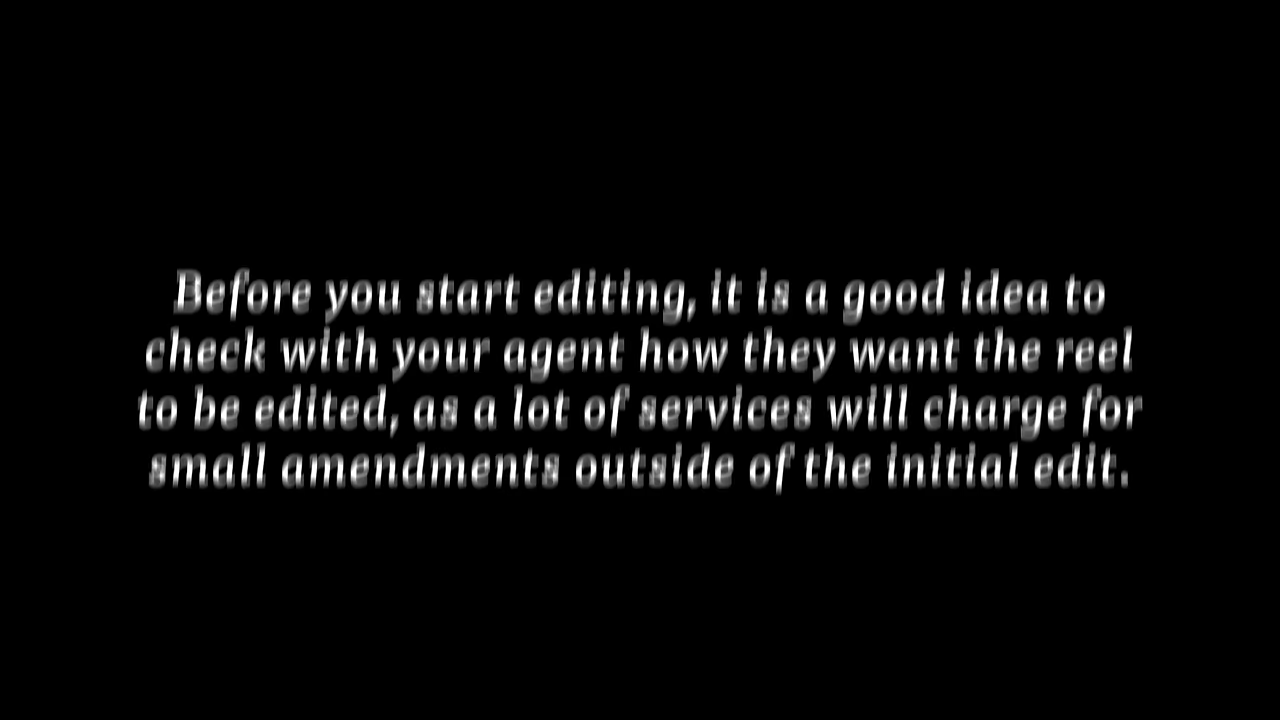 Before you start editing, it is a good idea to
check with your agent how they want the reel
to be edited, as a lot of services will charge for
small amendments outside of the initial edit.